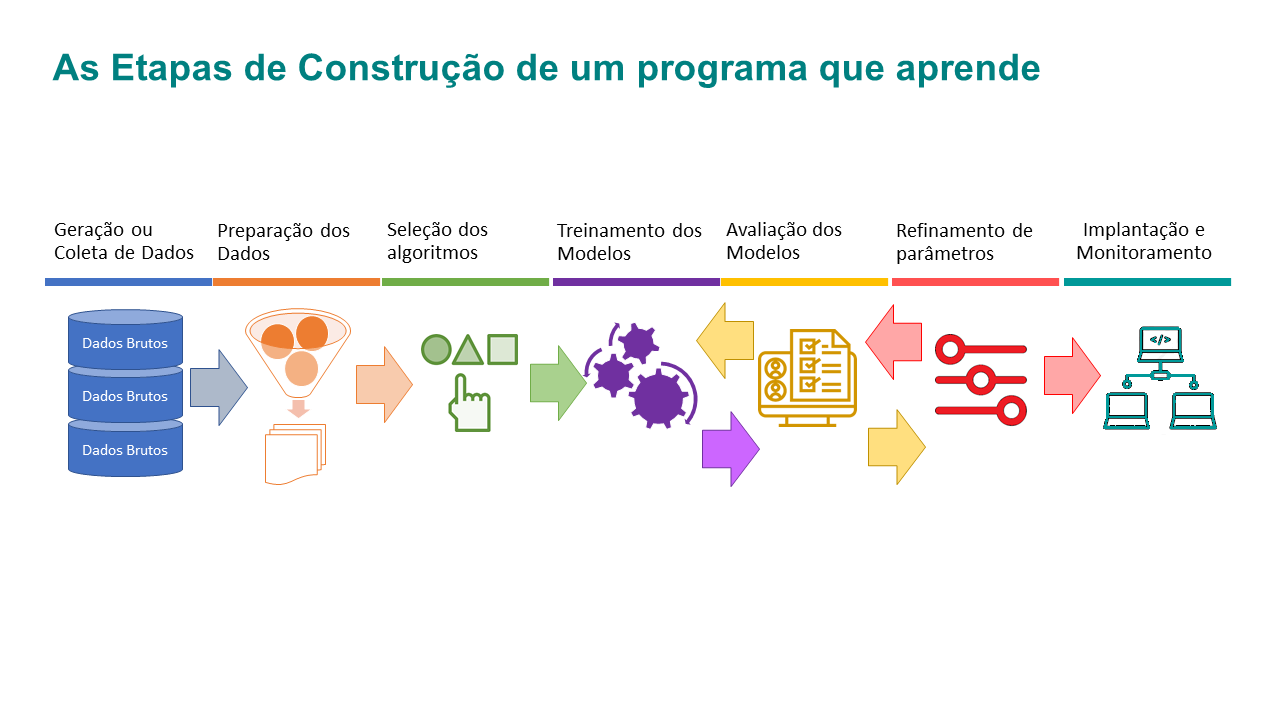 As Etapas de Construção de um programa que aprende
Geração ou
Coleta de Dados
Preparação dos
Dados
Seleção dos
algoritmos
Treinamento dos
Modelos
Avaliação dos
Modelos
Refinamento de
parâmetros
Implantação e
Monitoramento
Dados Brutos
Dados Brutos
Dados Brutos
</>